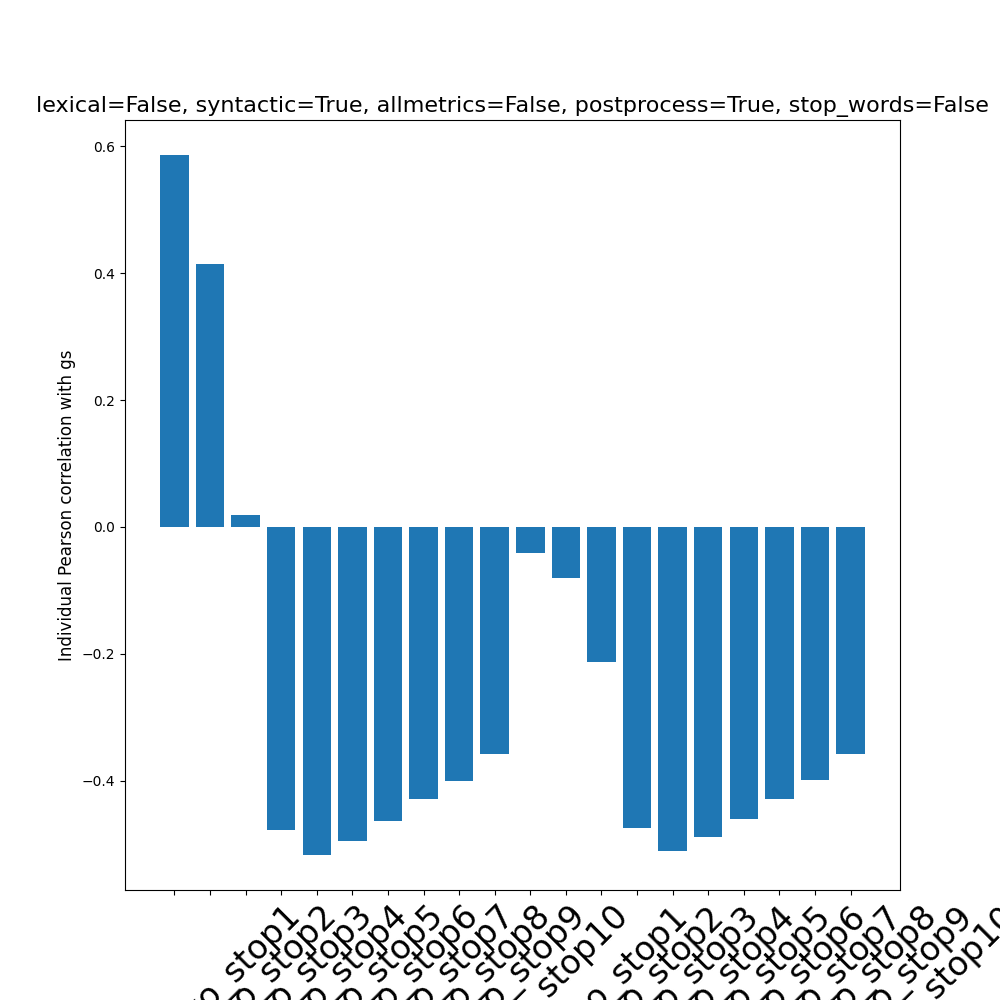 lexical=False, syntactic=True, allmetrics=False, postprocess=True, stop_words=False
Individual Pearson correlation with gs
0.6
0.4
0.2
0.0
−0.2
−0.4
stop1
stop2
stop3
stop4
stop5
stop6
stop7
stop8
stop9
stop10
stop1
stop2
stop3
stop4
stop5
stop6
stop7
stop8
stop9
stop10